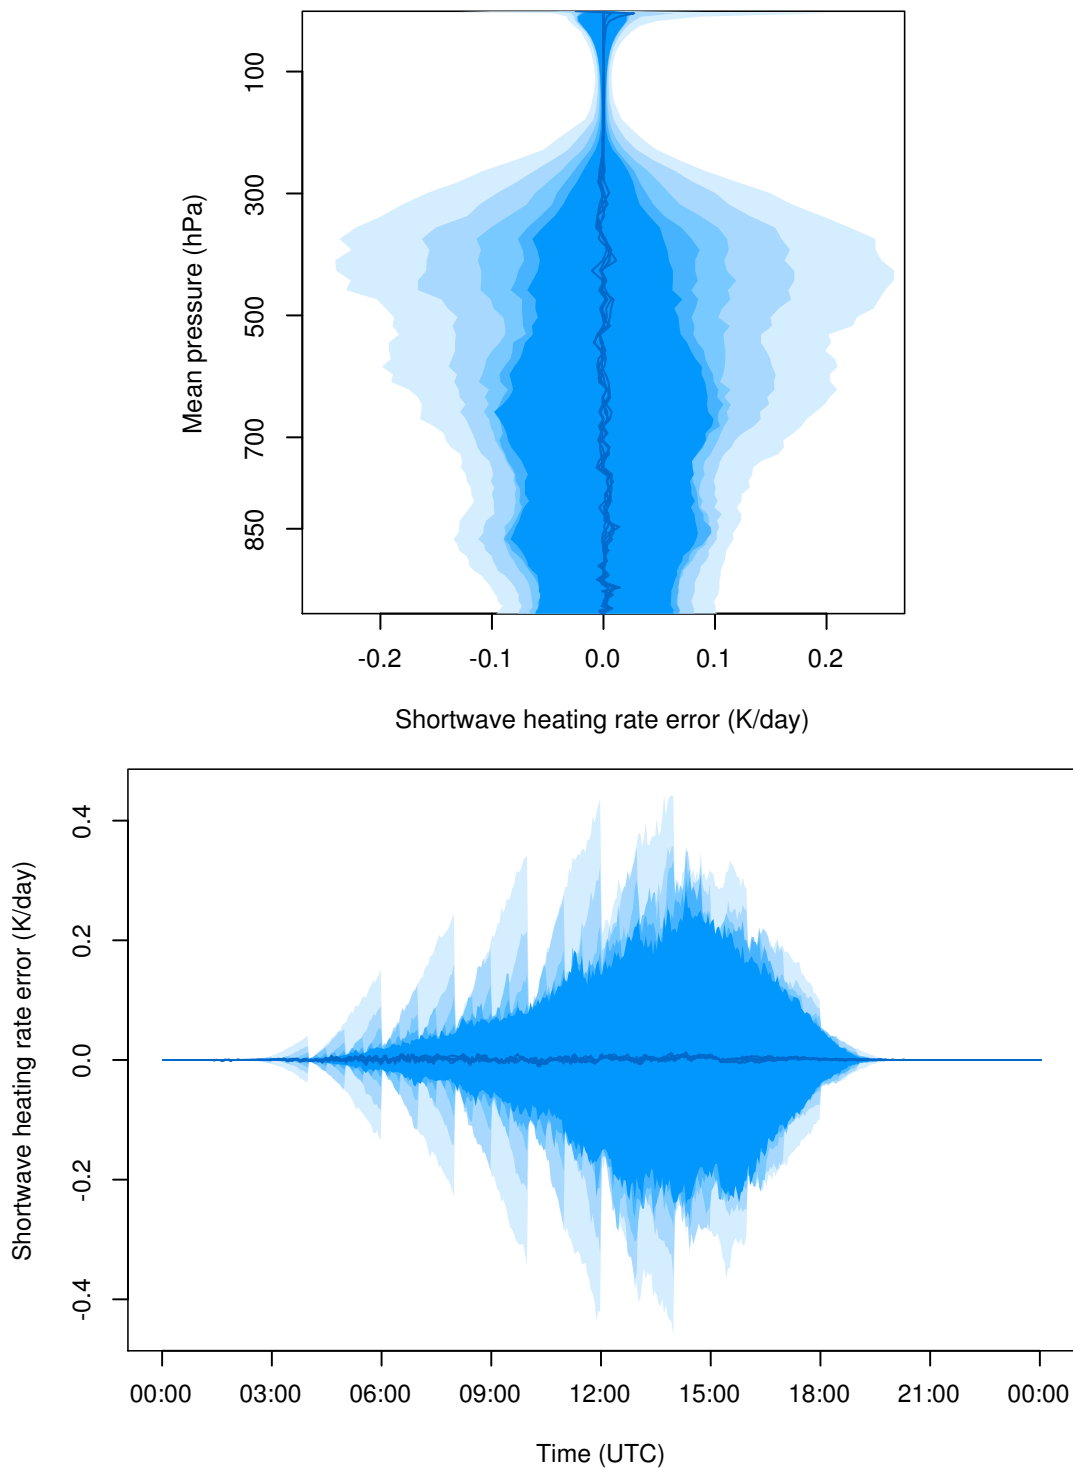 100
300
500
700
850
Mean pressure (hPa)
-0.2 -0.1 0.0 0.1 0.2
Shortwave heating rate error (K/day)
0.4
0.2
0.0
-0.2
-0.4
Shortwave heating rate error (K/day)
00:00 03:00 06:00 09:00 12:00 15:00 18:00 21:00 00:00
Time (UTC)